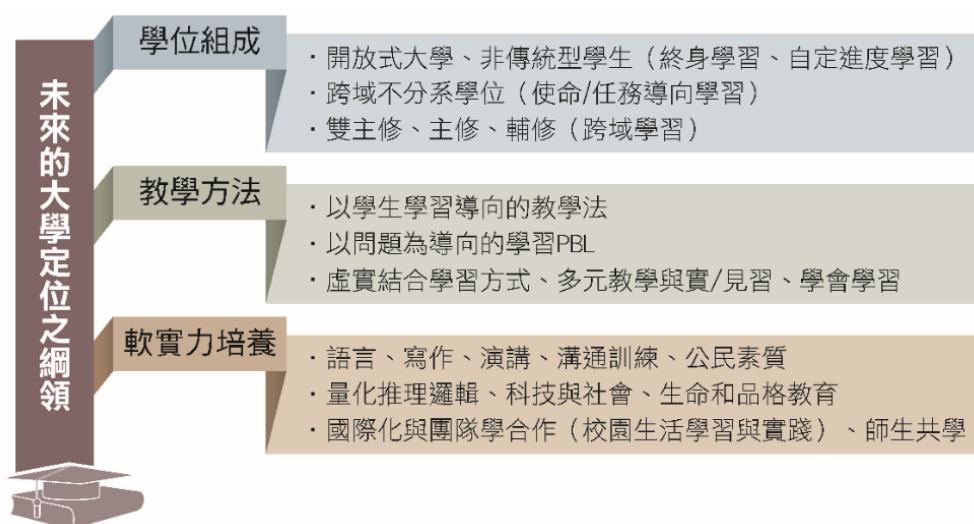 未來的大學定位之綱領
學位組成
・開放式大學、非傳統型學生（終身學習、自定進度學習）
・跨域不分系學位（使命/任務導向學習）
・雙主修、主修、輔修（跨域學習）
教學方法
・以學生學習導向的教學法
・以問題為導向的學習PBL
・虛實結合學習方式、多元教學與實/見習、學會學習
軟實力培養
・語言、寫作、演講、溝通訓練、公民素質
・量化推理邏輯、科技與社會、生命和品格教育
・國際化與團隊學合作（校園生活學習與實踐）、師生共學